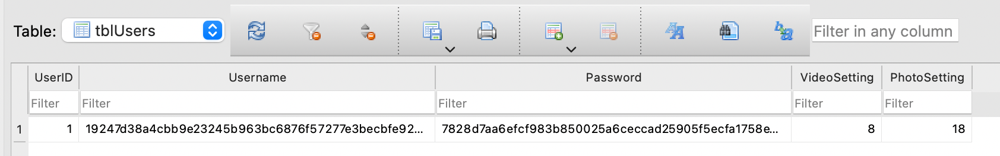 Table: tblUsers Filter in any column
UserID Username Password VideoSetting PhotoSetting
Filter Filter Filter Filter Filter
1 1 19247d38a4cbb9e23245b963bc6876f57277e3becbfe92... 7828d7aa6efcf983b850025a6ceccad25905f5ecfa1758e... 8 18